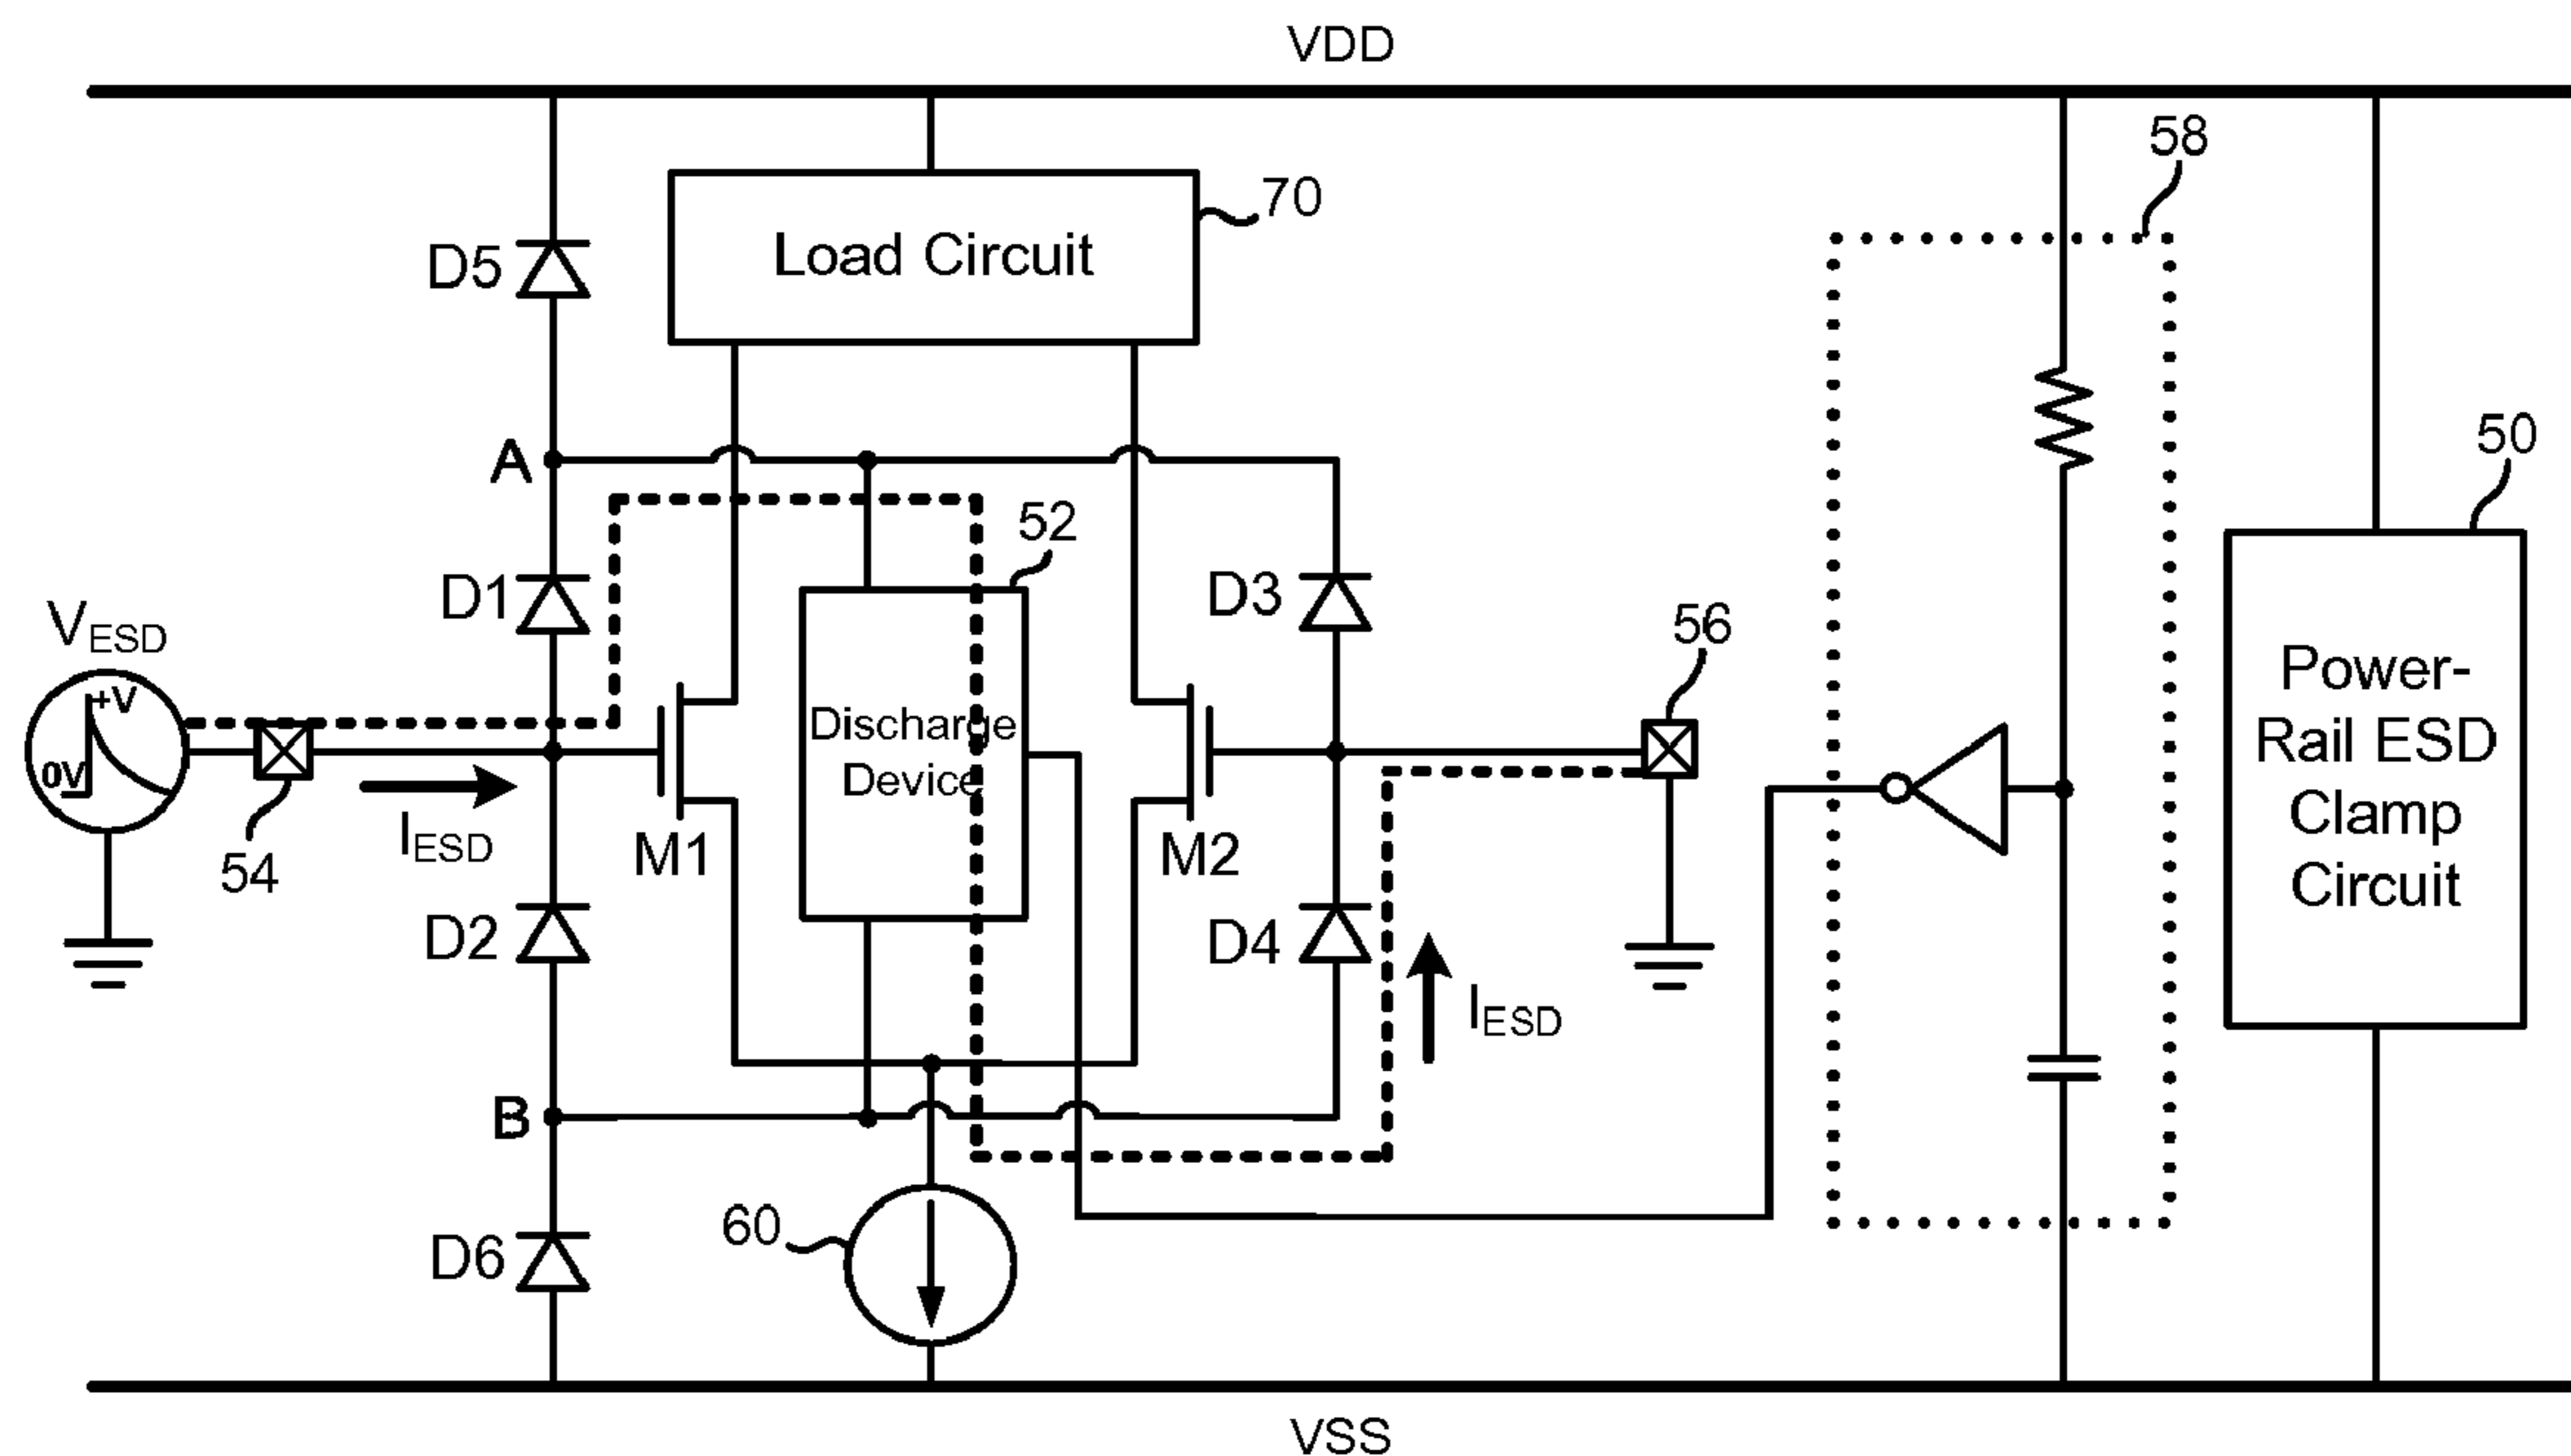 VDD
58
70
Load Circuit
D5
50
A
52
D1
D3
56
VESD
+V
0V
Discharge
Device
Power-
Rail ESD
Clamp
Circuit
IESD
54
M1
M2
D2
D4
IESD
B
60
D6
VSS